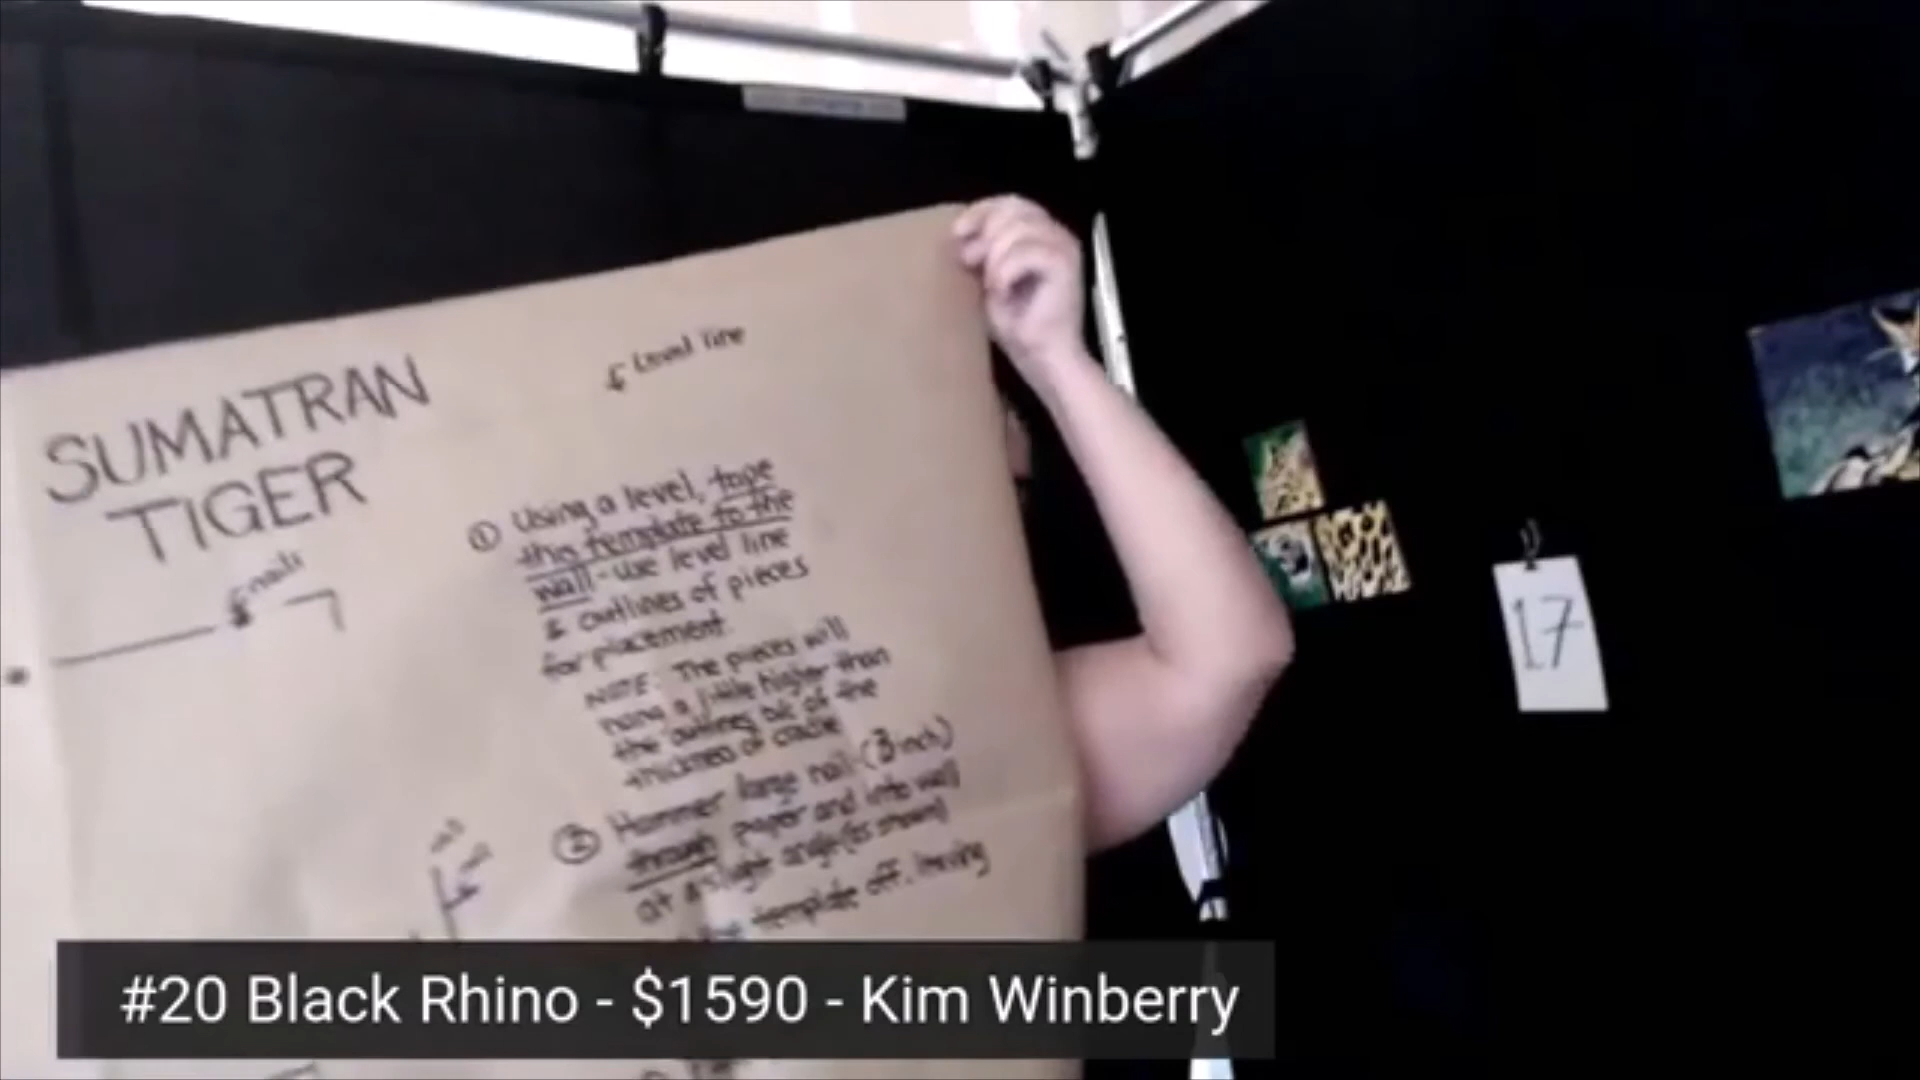 SUMATRAN
TIGER
Level line
nails
① Using a level, tape
this template to the
wall - use level line
& outlines of pieces
for placement.
NOTE: The pieces will
hang a little higher than
the outlines b/c of the
thickness of
② Hammer large nail (3 inch)
through paper and into wall
at a slight angle (as shown)
template off, leaving
17
#20 Black Rhino - $1590 - Kim Winberry